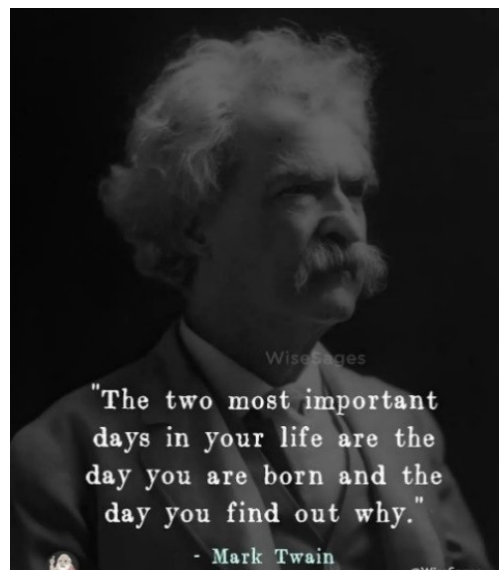 WiseSages
"The two most important
days in your life are the
day you are born and the
day you find out why."
- Mark Twain